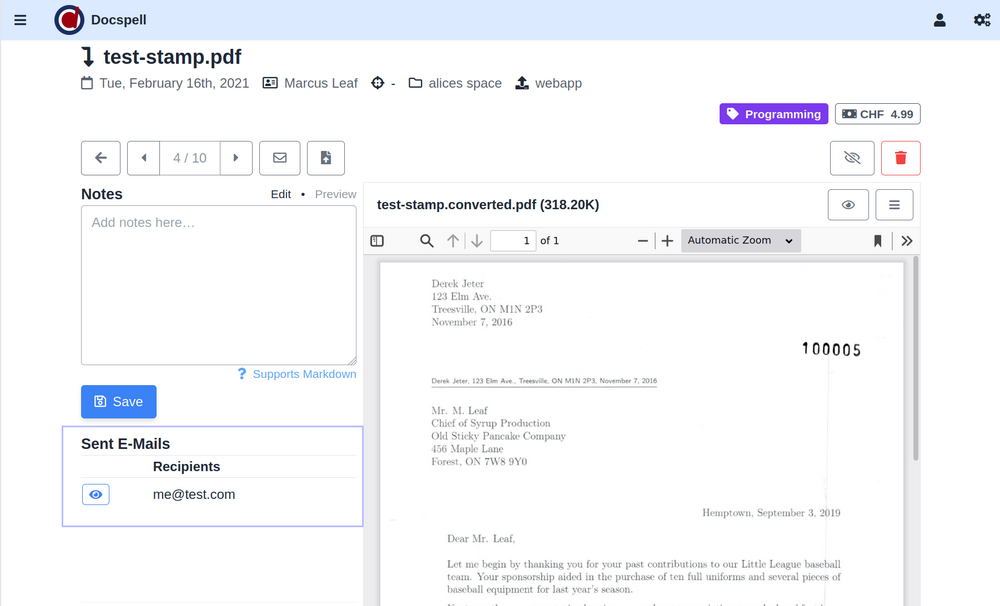 Docspell
test-stamp.pdf
Tue, February 16th, 2021 Marcus Leaf - alices space webapp
Programming CHF 4.99
4 / 10
Notes Edit • Preview
Add notes here…
? Supports Markdown
Save
Sent E-Mails
Recipients
me@test.com
test-stamp.converted.pdf (318.20K)
1 of 1 Automatic Zoom
Derek Jeter
123 Elm Ave.
Treesville, ON M1N 2P3
November 7, 2016
100005
Derek Jeter, 123 Elm Ave., Treesville, ON M1N 2P3, November 7, 2016
Mr. M. Leaf
Chief of Syrup Production
Old Sticky Pancake Company
456 Maple Lane
Forest, ON 7W8 9Y0
Hemptown, September 3, 2019
Dear Mr. Leaf,
Let me begin by thanking you for your past contributions to our Little League baseball
team. Your sponsorship aided in the purchase of ten full uniforms and several pieces of
baseball equipment for last year's season.